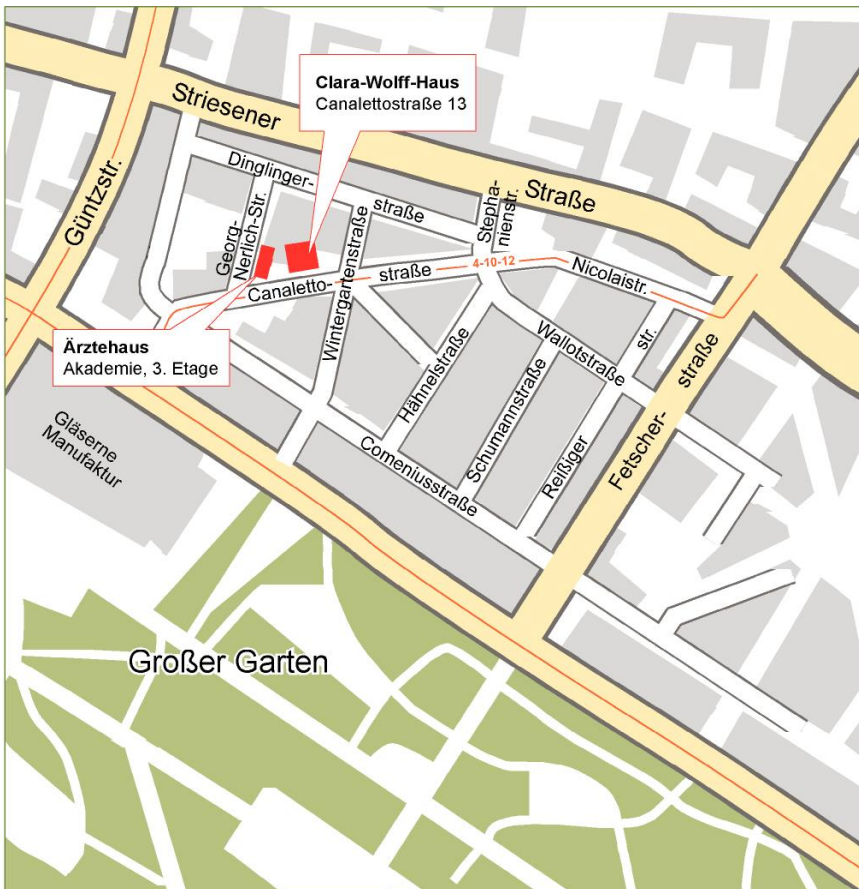 Clara-Wolff-Haus
Canalettostraße 13
Striesener
Straße
Güntzstr.
Dinglinger-
straße
Stepha-
nienstr.
Georg-
Nerlich-Str.
Wintergartenstraße
Canaletto-
straße
4-10-12
Nicolaistr.
Ärztehaus
Akademie, 3. Etage
Wallotstraße
str.
Reißiger
Hähnelstraße
Schumannstraße
Fetscher-
straße
Comeniusstraße
Gläserne
Manufaktur
Großer Garten